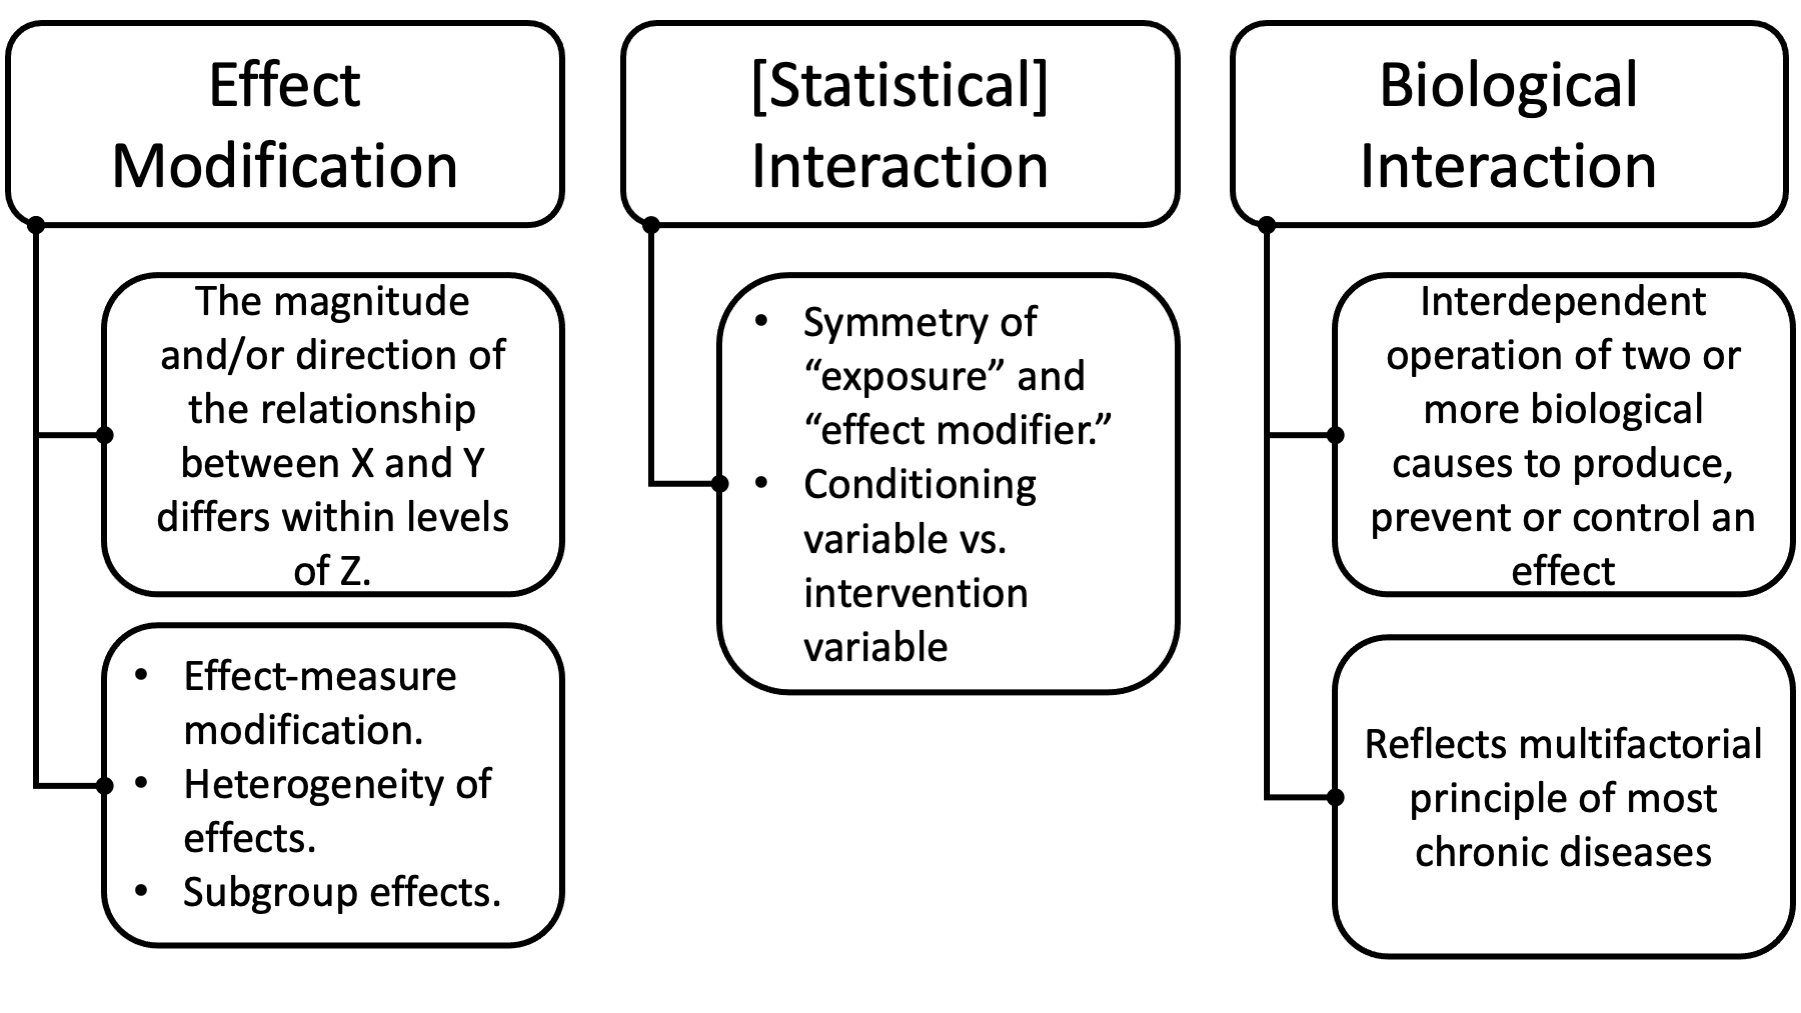 Effect
Modification
The magnitude
and/or direction of
the relationship
between X and Y
differs within levels
of Z.
• Effect-measure
modification.
• Heterogeneity of
effects.
• Subgroup effects.
[Statistical]
Interaction
• Symmetry of
“exposure” and
“effect modifier.”
• Conditioning
variable vs.
intervention
variable
Biological
Interaction
Interdependent
operation of two or
more biological
causes to produce,
prevent or control an
effect
Reflects multifactorial
principle of most
chronic diseases